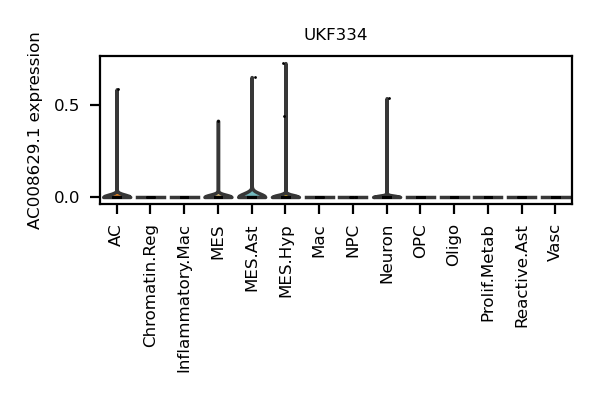 UKF334
AC008629.1 expression
0.5
0.0
AC
Chromatin.Reg
Inflammatory.Mac
MES
MES.Ast
MES.Hyp
Mac
NPC
Neuron
OPC
Oligo
Prolif.Metab
Reactive.Ast
Vasc